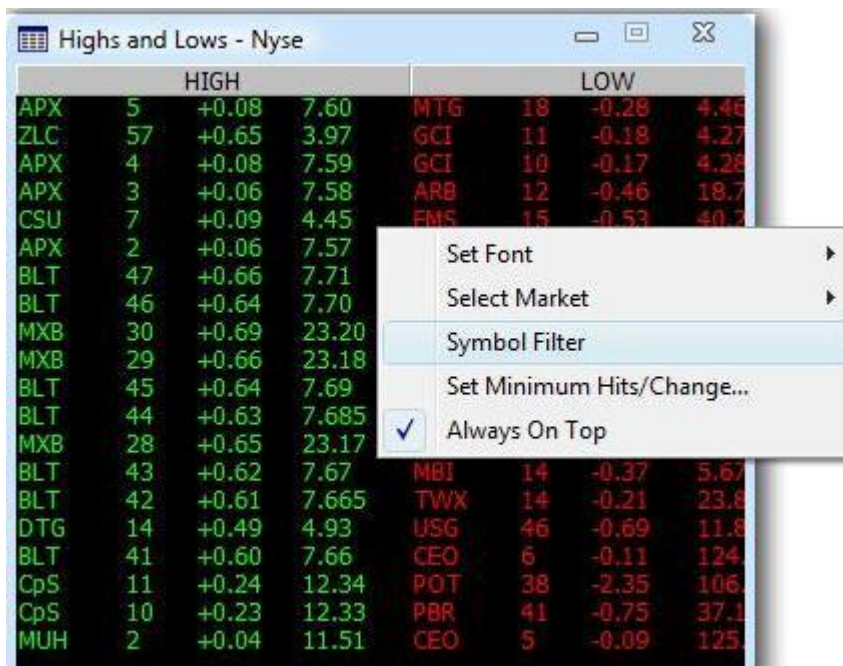 Highs and Lows - Nyse
HIGH LOW
APX 5 +0.08 7.60 MTG 18 -0.28 4.46
ZLC 57 +0.65 3.97 GCI 11 -0.18 4.27
APX 4 +0.08 7.59 GCI 10 -0.17 4.28
APX 3 +0.06 7.58 ARB 12 -0.46 18.7
CSU 7 +0.09 4.45 FMS 15 -0.53 40.2
APX 2 +0.06 7.57 Set Font
BLT 47 +0.66 7.71
BLT 46 +0.64 7.70 Select Market
MXB 30 +0.69 23.20 Symbol Filter
MXB 29 +0.66 23.18
BLT 45 +0.64 7.69 Set Minimum Hits/Change...
BLT 44 +0.63 7.685 Always On Top
MXB 28 +0.65 23.17
BLT 43 +0.62 7.67 MBI 14 -0.37 5.67
BLT 42 +0.61 7.665 TWX 14 -0.21 23.8
DTG 14 +0.49 4.93 USG 46 -0.69 11.8
BLT 41 +0.60 7.66 CEO 6 -0.11 124.
CpS 11 +0.24 12.34 POT 38 -2.35 106.
CpS 10 +0.23 12.33 PBR 41 -0.75 37.1
MUH 2 +0.04 11.51 CEO 5 -0.09 125.